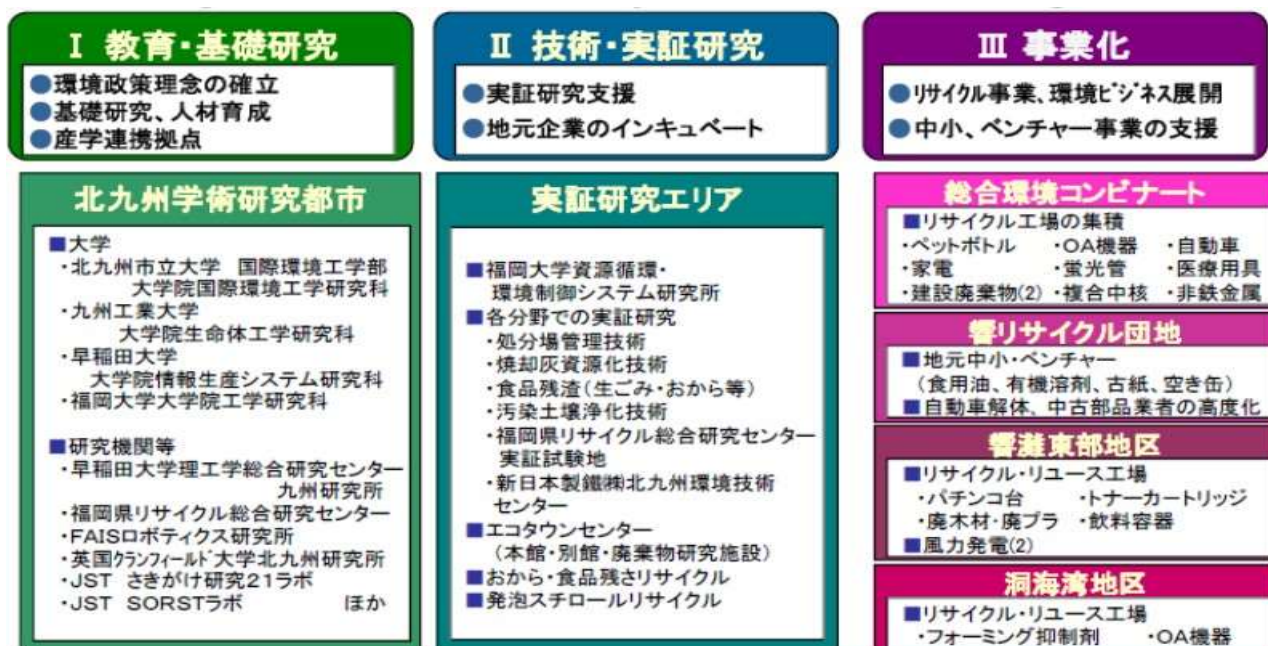 Ⅰ 教育・基礎研究
●環境政策理念の確立
●基礎研究、人材育成
●産学連携拠点
北九州学術研究都市
■大学
・北九州市立大学 国際環境工学部
大学院国際環境工学研究科
・九州工業大学
大学院生命体工学研究科
・早稲田大学
大学院情報生産システム研究科
・福岡大学大学院工学研究科
■研究機関等
・早稲田大学理工学総合研究センター
九州研究所
・福岡県リサイクル総合研究センター
・FAISロボティクス研究所
・英国クランフィールド大学北九州研究所
・JST さきがけ研究21ラボ
・JST SORSTラボ ほか
Ⅱ 技術・実証研究
●実証研究支援
●地元企業のインキュベート
実証研究エリア
■福岡大学資源循環・
環境制御システム研究所
■各分野での実証研究
・処分場管理技術
・焼却灰資源化技術
・食品残渣(生ごみ・おから等)
・汚染土壌浄化技術
・福岡県リサイクル総合研究センター
実証試験地
・新日本製鐵㈱北九州環境技術
センター
■エコタウンセンター
(本館・別館・廃棄物研究施設)
■おから・食品残さリサイクル
■発泡スチロールリサイクル
Ⅲ 事業化
●リサイクル事業、環境ビジネス展開
●中小、ベンチャー事業の支援
総合環境コンビナート
■リサイクル工場の集積
・ペットボトル ・OA機器 ・自動車
・家電 ・蛍光管 ・医療用具
・建設廃棄物(2) ・複合中核 ・非鉄金属
響リサイクル団地
■地元中小・ベンチャー
(食用油、有機溶剤、古紙、空き缶)
■自動車解体、中古部品業者の高度化
響灘東部地区
■リサイクル・リユース工場
・パチンコ台 ・トナーカートリッジ
・廃木材・廃プラ ・飲料容器
■風力発電(2)
洞海湾地区
■リサイクル・リユース工場
・フォーミング抑制剤 ・OA機器